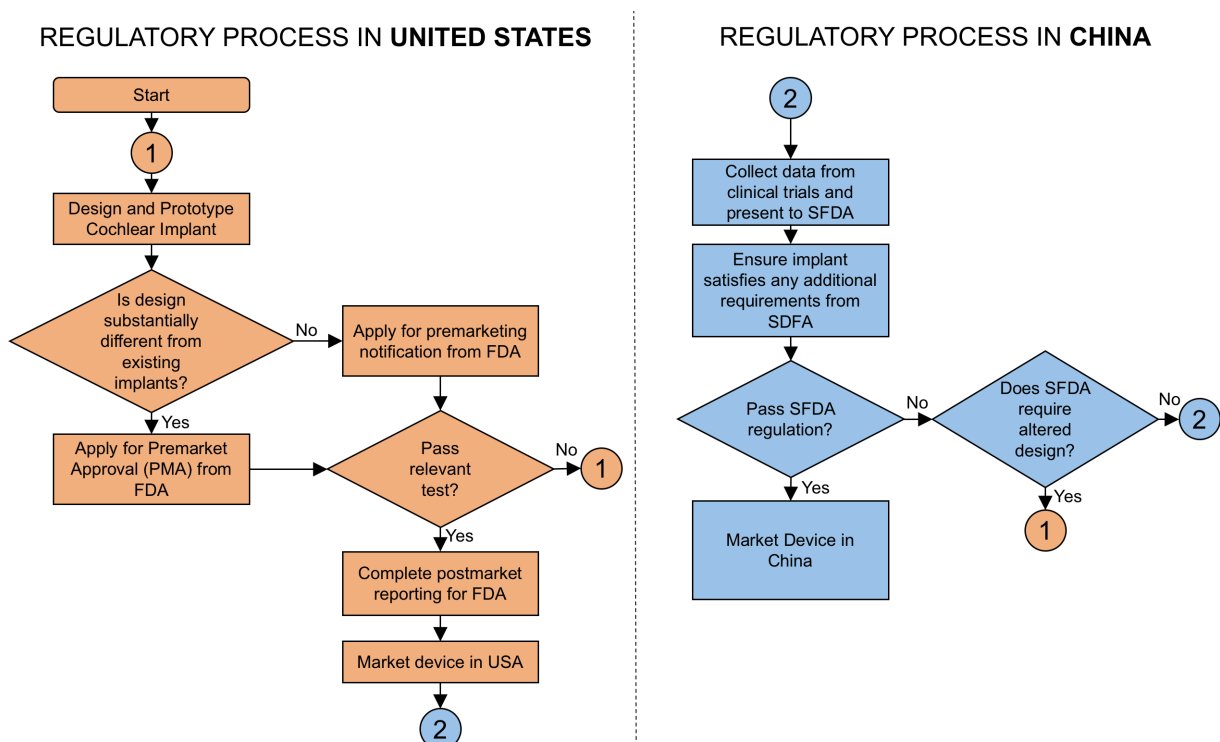 REGULATORY PROCESS IN UNITED STATES
Start
1
Design and Prototype
Cochlear Implant
Is design
substantially
different from
existing
implants?
No
Apply for premarketing
notification from FDA
Yes
Apply for Premarket
Approval (PMA) from
FDA
Pass
relevant
test?
No
1
Yes
Complete postmarket
reporting for FDA
Market device in USA
2
REGULATORY PROCESS IN CHINA
2
Collect data from
clinical trials and
present to SFDA
Ensure implant
satisfies any additional
requirements from
SDFA
Pass SFDA
regulation?
No
Does SFDA
require
altered
design?
No
2
Yes
Market Device in
China
Yes
1